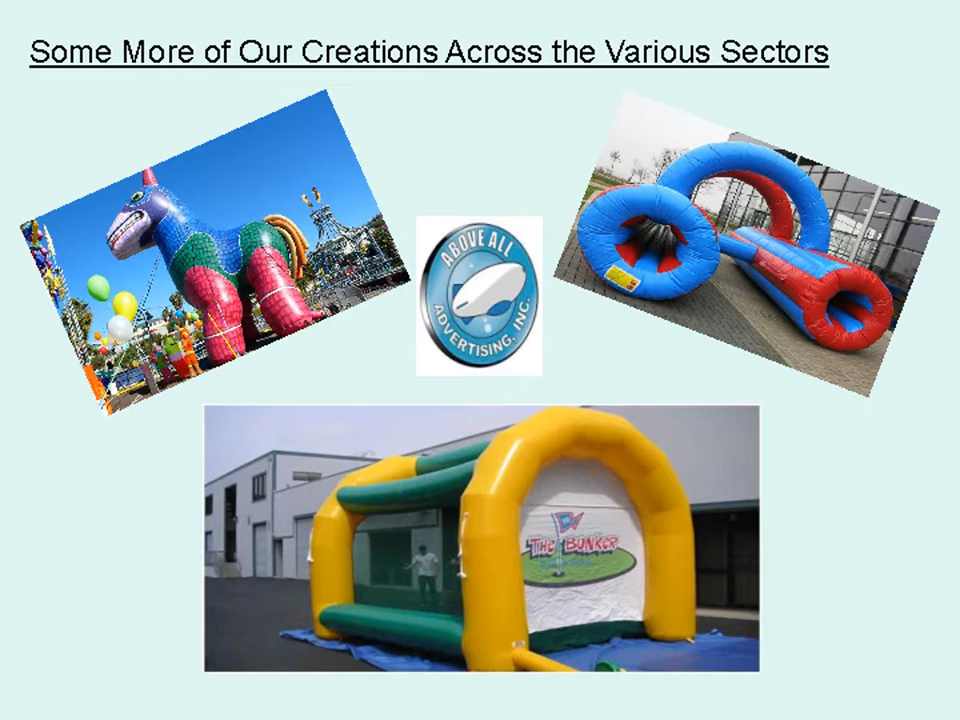 Some More of Our Creations Across the Various Sectors
ABOVE ALL
ADVERTISING, INC.
THE BUNKER